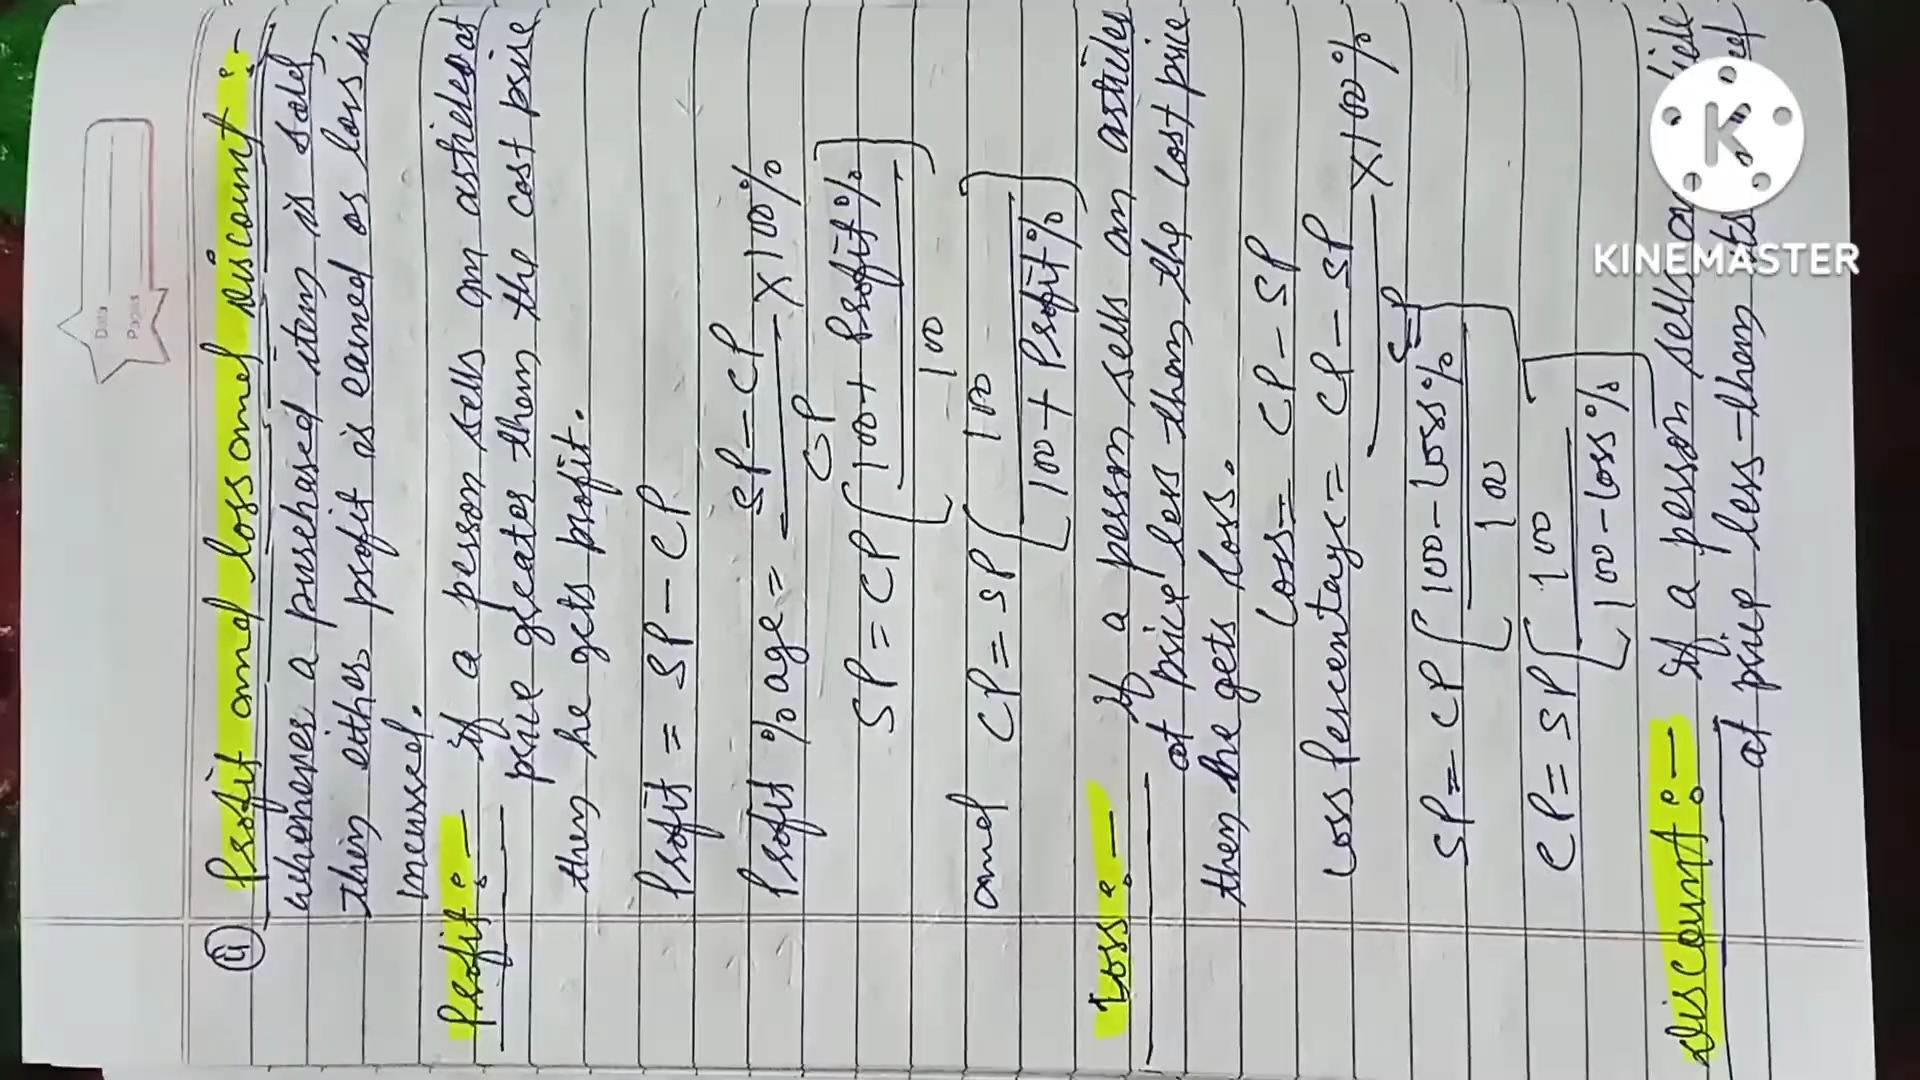 Data
Pages
(ii) Profit and loss and discount :-
whenever a purchased item is sold
then either profit is earned or loss is
incurred.
Profit :- if a person sells an articles at
price greater than the cost price
then he gets profit.
Profit = SP - CP
Profit % age = SP - CP / CP X 100%
SP = CP [ 100 + Profit% / 100 ]
and CP = SP [ 100 / 100 + Profit% ]
Loss :- if a person sells an articles
at price less than the cost price
then he gets loss.
Loss = CP - SP
Loss Percentage = CP - SP / CP X 100%
SP = CP [ 100 - Loss% / 100 ]
CP = SP [ 100 / 100 - Loss% ]
Discount :- if a person sells
at price less than its
K
KINEMASTER